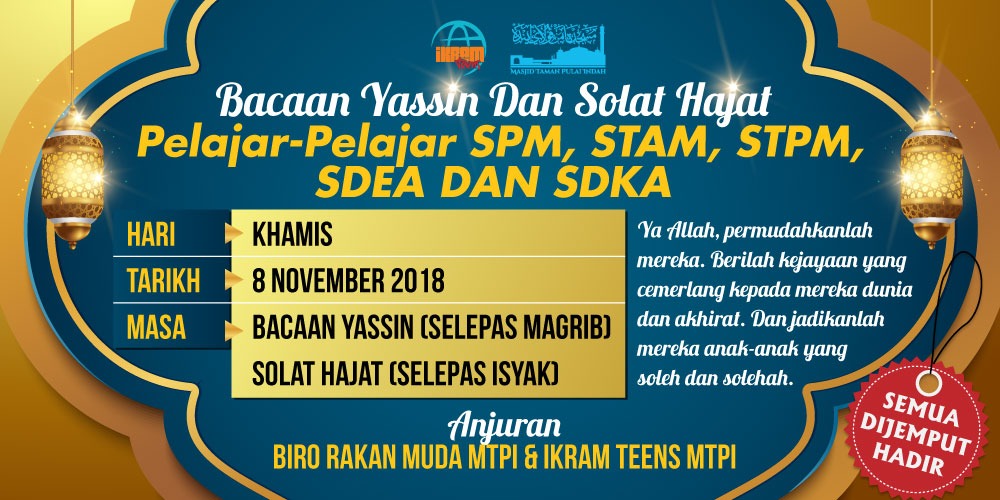 ikram
Teens
MASJID TAMAN PULAI INDAH
Bacaan Yassin Dan Solat Hajat
Pelajar-Pelajar SPM, STAM, STPM,
SDEA DAN SDKA
HARI KHAMIS
TARIKH 8 NOVEMBER 2018
MASA BACAAN YASSIN (SELEPAS MAGRIB)
SOLAT HAJAT (SELEPAS ISYAK)
Ya Allah, permudahkanlah
mereka. Berilah kejayaan yang
cemerlang kepada mereka dunia
dan akhirat. Dan jadikanlah
mereka anak-anak yang
soleh dan solehah.
SEMUA
DIJEMPUT
HADIR
Anjuran
BIRO RAKAN MUDA MTPI & IKRAM TEENS MTPI